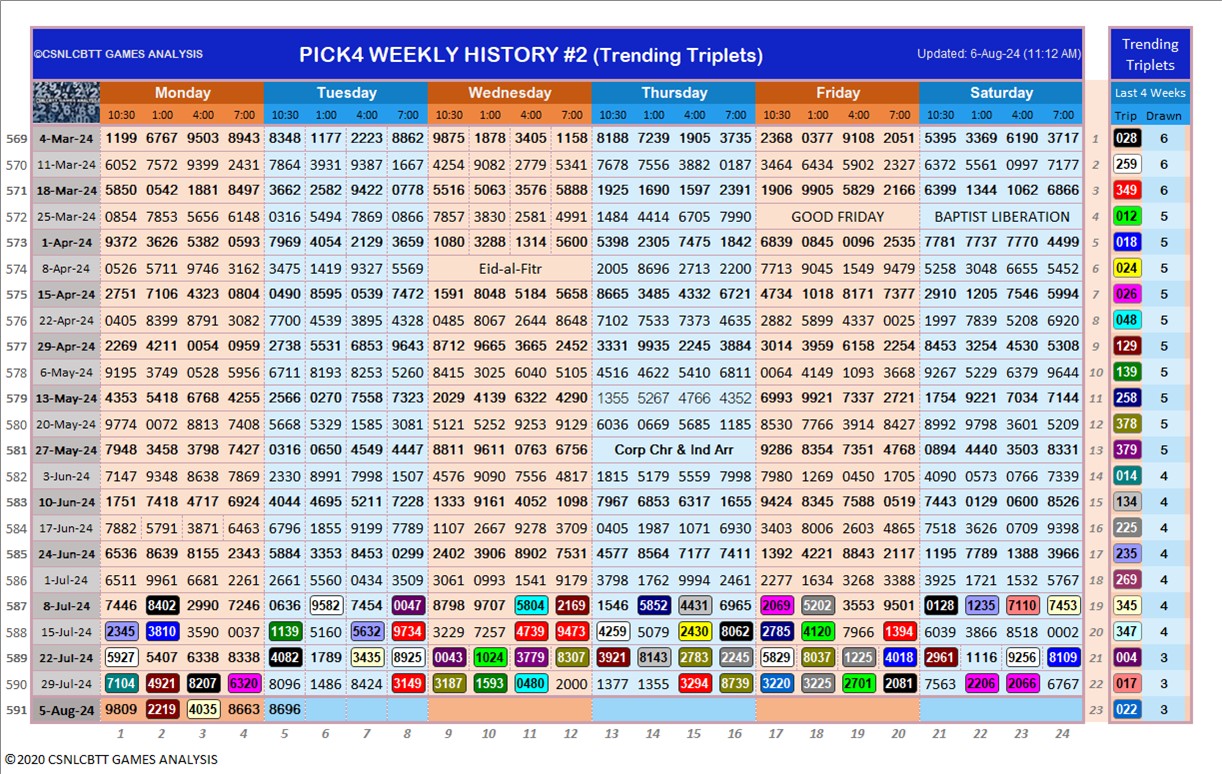 ©CSNLCBTT GAMES ANALYSIS PICK4 WEEKLY HISTORY #2 (Trending Triplets) Updated: 6-Aug-24 (11:12 AM) Trending
Triplets
Monday Tuesday Wednesday Thursday Friday Saturday Last 4 Weeks
10:30 1:00 4:00 7:00 10:30 1:00 4:00 7:00 10:30 1:00 4:00 7:00 10:30 1:00 4:00 7:00 10:30 1:00 4:00 7:00 10:30 1:00 4:00 7:00 Trip Drawn
569 4-Mar-24 1199 6767 9503 8943 8348 1177 2223 8862 9875 1878 3405 1158 8188 7239 1905 3735 2368 0377 9108 2051 5395 3369 6190 3717 1 028 6
570 11-Mar-24 6052 7572 9399 2431 7864 3931 9387 1667 4254 9082 2779 5341 7678 7556 3880 0187 3464 6434 5902 2327 6372 5561 0997 7177 2 259 6
571 18-Mar-24 5850 0542 1881 8497 3662 2582 9422 0778 5516 5063 3576 5888 1925 1690 1597 2391 1906 9905 5829 2166 6399 1344 1062 6866 3 349 6
572 25-Mar-24 0854 7853 5656 6148 0316 5494 7869 0866 7857 3830 2581 4991 1484 4414 6705 7990 GOOD FRIDAY BAPTIST LIBERATION 4 012 5
573 1-Apr-24 9372 3626 5382 0593 7969 4054 2129 3659 1080 3288 1314 5600 5398 2305 7475 1842 6839 0845 0096 2535 7781 7737 7770 4499 5 018 5
574 8-Apr-24 0526 5711 9746 3162 3475 1419 9327 5569 Eid-al-Fitr 2005 8696 2713 2200 7713 9045 1549 9479 5258 3048 6655 5452 6 024 5
575 15-Apr-24 2751 7106 4323 0804 0490 8595 0539 7472 1591 8048 5184 5658 8665 3485 4332 6721 4734 1018 8171 7377 2910 1205 7546 5994 7 026 5
576 22-Apr-24 0405 8399 8791 3082 7700 4539 3895 4328 0485 8067 2644 8648 7102 7533 7373 4635 2882 5899 4337 0025 1997 7839 5208 6920 8 048 5
577 29-Apr-24 2269 4211 0054 0959 2738 5531 6853 9643 8712 9665 3665 2452 3331 9935 2245 3884 3014 3959 6158 2254 8453 3254 4530 5308 9 129 5
578 6-May-24 9195 3749 0528 5956 6711 8193 8253 5260 8415 3025 6040 5105 4516 4622 5410 6811 0064 4149 1093 3668 9267 5229 6379 9644 10 139 5
579 13-May-24 4353 5418 6768 4255 2566 0270 7558 7323 2029 4139 6322 4290 1355 5267 4766 4352 6993 9921 7337 2721 1754 9221 7034 7144 11 258 5
580 20-May-24 9774 0072 8813 7408 5668 5329 1585 3081 5121 5252 9253 9129 6036 0669 5685 1185 8530 7766 3914 8427 8992 9798 3601 5209 12 378 5
581 27-May-24 7948 3458 3798 7427 0316 0650 4549 4447 8811 9611 0763 6756 Corp Chr & Ind Arr 9286 8354 7351 4768 0894 4440 3503 8331 13 379 5
582 3-Jun-24 7147 9348 8638 7869 2330 8991 7998 1507 4576 9090 7556 4817 1815 5179 5559 7998 7980 1269 0450 1705 4090 0573 0766 7339 14 014 4
583 10-Jun-24 1751 7418 4717 6924 4044 4695 5211 7228 1333 9161 4052 1098 7967 6853 6317 1655 9424 8345 7588 0519 7443 0129 0600 8526 15 134 4
584 17-Jun-24 7882 5791 3871 6463 6796 1855 9199 7789 1107 2667 9278 3709 0405 1987 1071 6930 3403 8006 2603 4865 7518 3626 0709 9398 16 225 4
585 24-Jun-24 6536 8639 8155 2343 5884 3353 8453 0299 2402 3906 8902 7531 4577 8564 7177 7411 1392 4221 8843 2117 1195 7789 1388 3966 17 235 4
586 1-Jul-24 6511 9961 6681 2261 2661 5560 0434 3509 3061 0993 1541 9179 3798 1762 9994 2461 2277 1634 3268 3388 3925 1721 1532 5767 18 269 4
587 8-Jul-24 7446 8402 2990 7246 0636 9582 7454 0047 8798 9707 5804 2169 1546 5852 4431 6965 2069 5202 3553 9501 0128 1235 7110 7453 19 345 4
588 15-Jul-24 2345 3810 3590 0037 1139 5160 5632 9734 3229 7257 4739 9473 4259 5079 2430 8062 2785 4120 7966 1394 6039 3866 8518 0002 20 347 4
589 22-Jul-24 5927 5407 6338 8338 4082 1789 3435 8925 0043 1024 3779 8307 3921 8143 2783 2245 5829 8037 1225 4018 2961 1116 9256 8109 21 004 3
590 29-Jul-24 7104 4921 8207 6320 8096 1486 8424 3149 3187 1593 0480 2000 1377 1355 3294 8739 3220 3225 2701 2081 7563 2206 2066 6767 22 017 3
591 5-Aug-24 9809 2219 4035 8663 8696 23 022 3
1 2 3 4 5 6 7 8 9 10 11 12 13 14 15 16 17 18 19 20 21 22 23 24
©2020 CSNLCBTT GAMES ANALYSIS